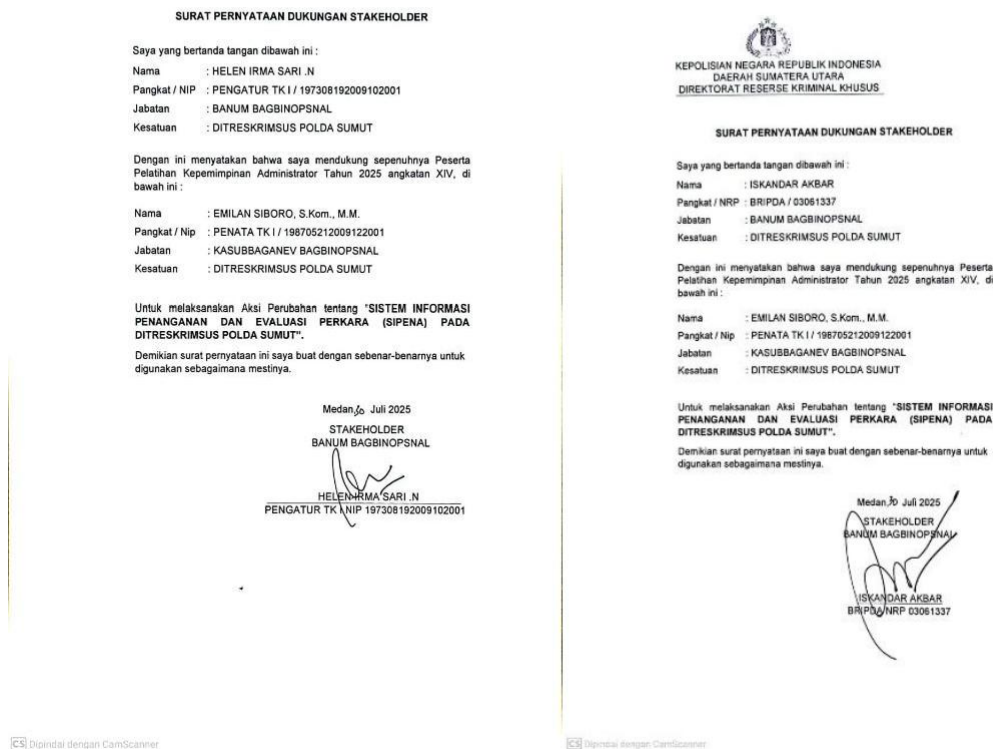 SURAT PERNYATAAN DUKUNGAN STAKEHOLDER
Saya yang bertanda tangan dibawah ini :
Nama : HELEN IRMA SARI .N
Pangkat / NIP : PENGATUR TK I / 197308192009102001
Jabatan : BANUM BAGBINOPSNAL
Kesatuan : DITRESKRIMSUS POLDA SUMUT
Dengan ini menyatakan bahwa saya mendukung sepenuhnya Peserta
Pelatihan Kepemimpinan Administrator Tahun 2025 angkatan XIV, di
bawah ini :
Nama : EMILAN SIBORO, S.Kom., M.M.
Pangkat / Nip : PENATA TK I / 198705212009122001
Jabatan : KASUBBAGANEV BAGBINOPSNAL
Kesatuan : DITRESKRIMSUS POLDA SUMUT
Untuk melaksanakan Aksi Perubahan tentang "SISTEM INFORMASI
PENANGANAN DAN EVALUASI PERKARA (SIPENA) PADA
DITRESKRIMSUS POLDA SUMUT".
Demikian surat pernyataan ini saya buat dengan sebenar-benarnya untuk
digunakan sebagaimana mestinya.
Medan, 30 Juli 2025
STAKEHOLDER
BANUM BAGBINOPSNAL
HELEN IRMA SARI .N
PENGATUR TK I NIP 197308192009102001
CS Dipindai dengan CamScanner
KEPOLISIAN NEGARA REPUBLIK INDONESIA
DAERAH SUMATERA UTARA
DIREKTORAT RESERSE KRIMINAL KHUSUS
SURAT PERNYATAAN DUKUNGAN STAKEHOLDER
Saya yang bertanda tangan dibawah ini :
Nama : ISKANDAR AKBAR
Pangkat / NRP : BRIPDA / 03061337
Jabatan : BANUM BAGBINOPSNAL
Kesatuan : DITRESKRIMSUS POLDA SUMUT
Dengan ini menyatakan bahwa saya mendukung sepenuhnya Peserta
Pelatihan Kepemimpinan Administrator Tahun 2025 angkatan XIV, di
bawah ini :
Nama : EMILAN SIBORO, S.Kom., M.M.
Pangkat / Nip : PENATA TK I / 198705212009122001
Jabatan : KASUBBAGANEV BAGBINOPSNAL
Kesatuan : DITRESKRIMSUS POLDA SUMUT
Untuk melaksanakan Aksi Perubahan tentang "SISTEM INFORMASI
PENANGANAN DAN EVALUASI PERKARA (SIPENA) PADA
DITRESKRIMSUS POLDA SUMUT".
Demikian surat pernyataan ini saya buat dengan sebenar-benarnya untuk
digunakan sebagaimana mestinya.
Medan, 30 Juli 2025
STAKEHOLDER
BANUM BAGBINOPSNAL
ISKANDAR AKBAR
BRIPDA NRP 03061337
CS Dipindai dengan CamScanner